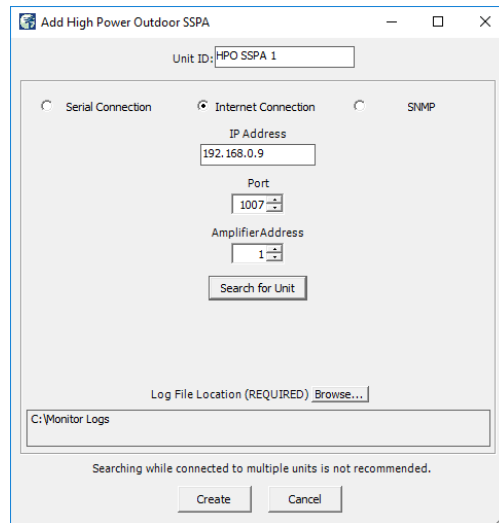 Add High Power Outdoor SSPA
Unit ID: HPO SSPA 1
Serial Connection Internet Connection SNMP
IP Address
192.168.0.9
Port
1007
AmplifierAddress
1
Search for Unit
Log File Location (REQUIRED) Browse...
C:\Monitor Logs
Searching while connected to multiple units is not recommended.
Create Cancel